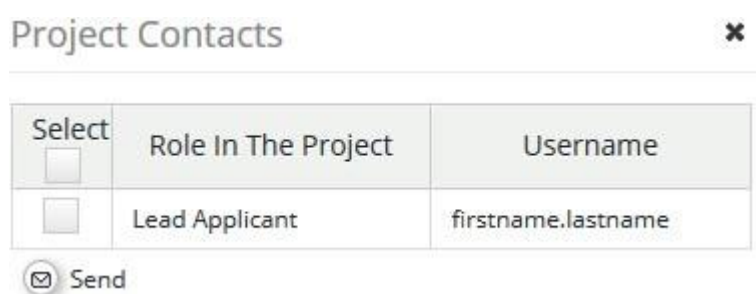 Project Contacts
Select
Role In The Project
Username
Lead Applicant
firstname.lastname
Send